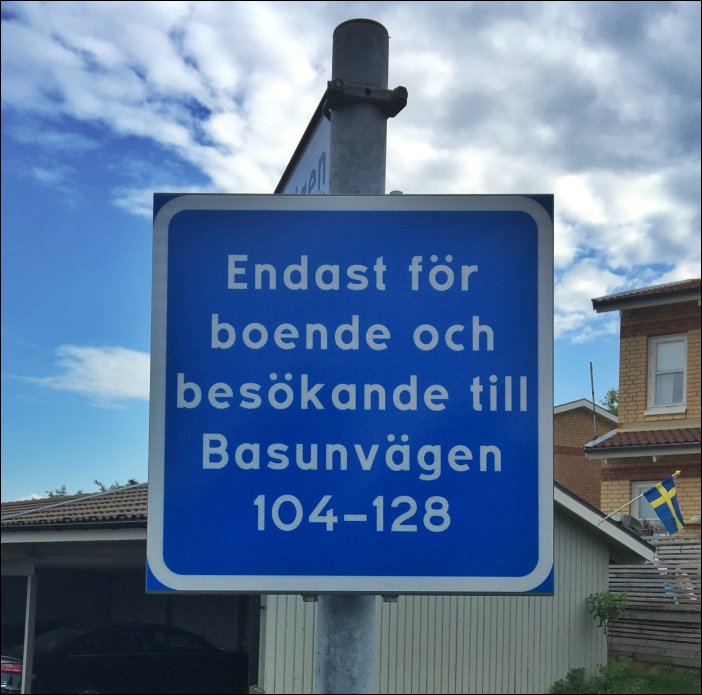 Endast för
boende och
besökande till
Basunvägen
104–128